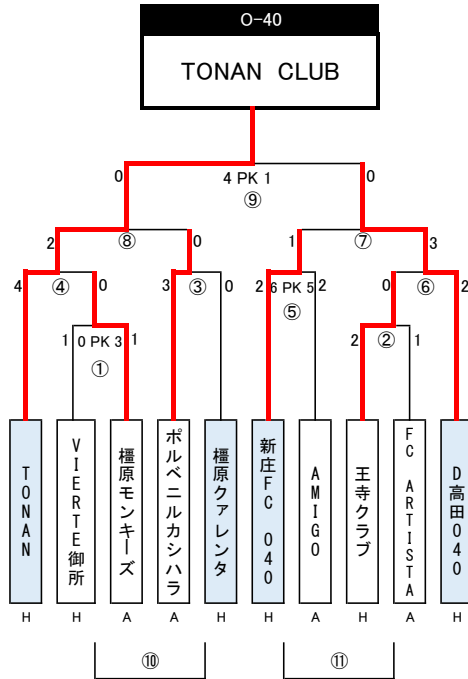 O-40
TONAN CLUB
0 4 PK 1 0
⑨
2 ⑧ 0 1 ⑦ 3
4 ④ 0 3 ③ 0 2 6 PK 5 2 0 ⑥ 2
⑤
1 0 PK 3 1 2 ② 1
①
TONAN
VIERTE御所
橿原モンキーズ
ポルベニルカシハラ
橿原クァレンタ
新庄FC O40
AMIGO
王寺クラブ
FC ARTISTA
D高田O40
H H A A H H A H A H
⑩ ⑪